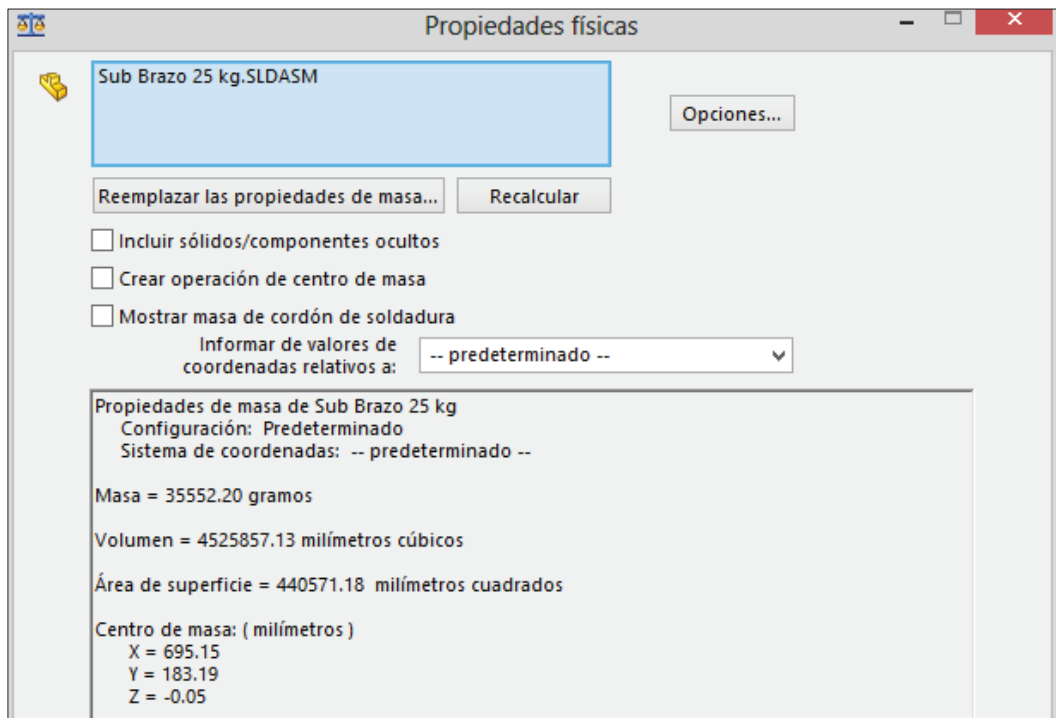 Propiedades físicas
Sub Brazo 25 kg.SLDASM
Opciones...
Reemplazar las propiedades de masa...
Recalcular
Incluir sólidos/componentes ocultos
Crear operación de centro de masa
Mostrar masa de cordón de soldadura
Informar de valores de
coordenadas relativos a:
-- predeterminado --
Propiedades de masa de Sub Brazo 25 kg
Configuración: Predeterminado
Sistema de coordenadas: -- predeterminado --
Masa = 35552.20 gramos
Volumen = 4525857.13 milímetros cúbicos
Área de superficie = 440571.18 milímetros cuadrados
Centro de masa: ( milímetros )
X = 695.15
Y = 183.19
Z = -0.05